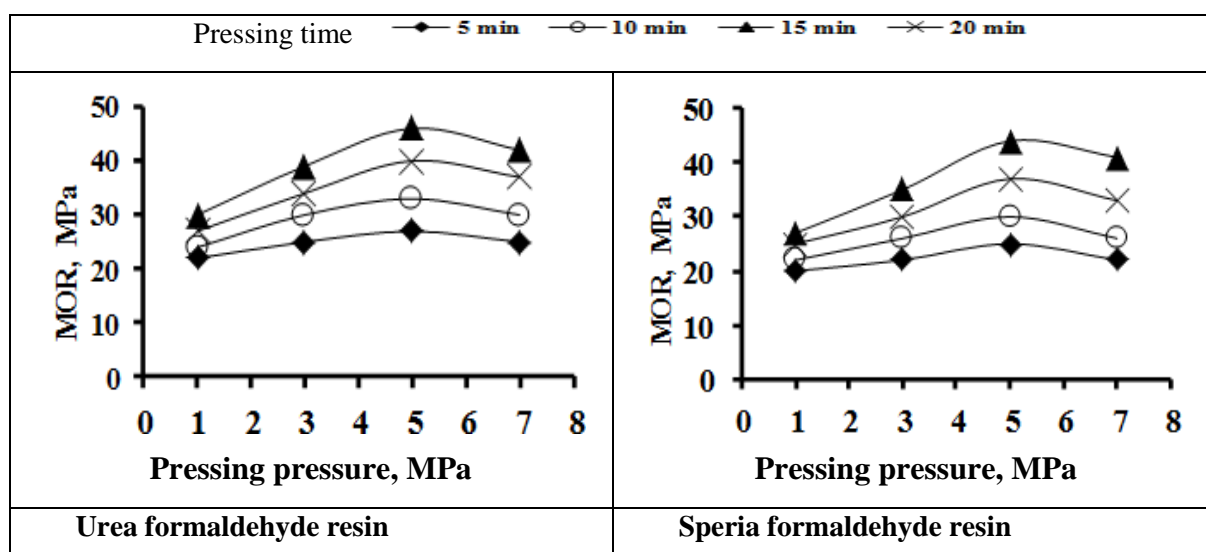 Pressing time 5 min 10 min 15 min 20 min
MOR, MPa
50
40
30
20
10
0
0 1 2 3 4 5 6 7 8
Pressing pressure, MPa
Urea formaldehyde resin
MOR, MPa
50
40
30
20
10
0
0 1 2 3 4 5 6 7 8
Pressing pressure, MPa
Speria formaldehyde resin